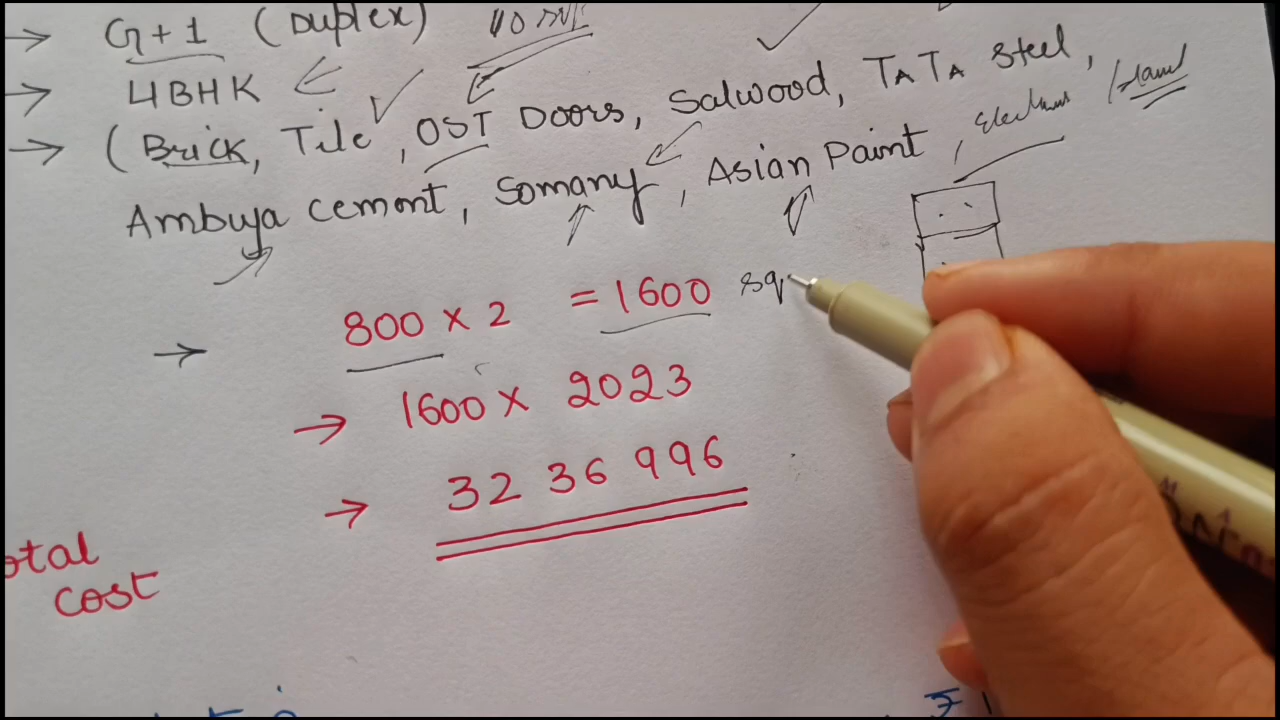 → G+1 (Duplex)
→ 4BHK
→ (Brick, Tile, OST Doors, Salwood, TATA Steel,
Ambuja cement, Somany, Asian Paint,
→ 800 x 2 = 1600 sq
→ 1600 x 2023
→ 32 36 996
otal
cost
₹